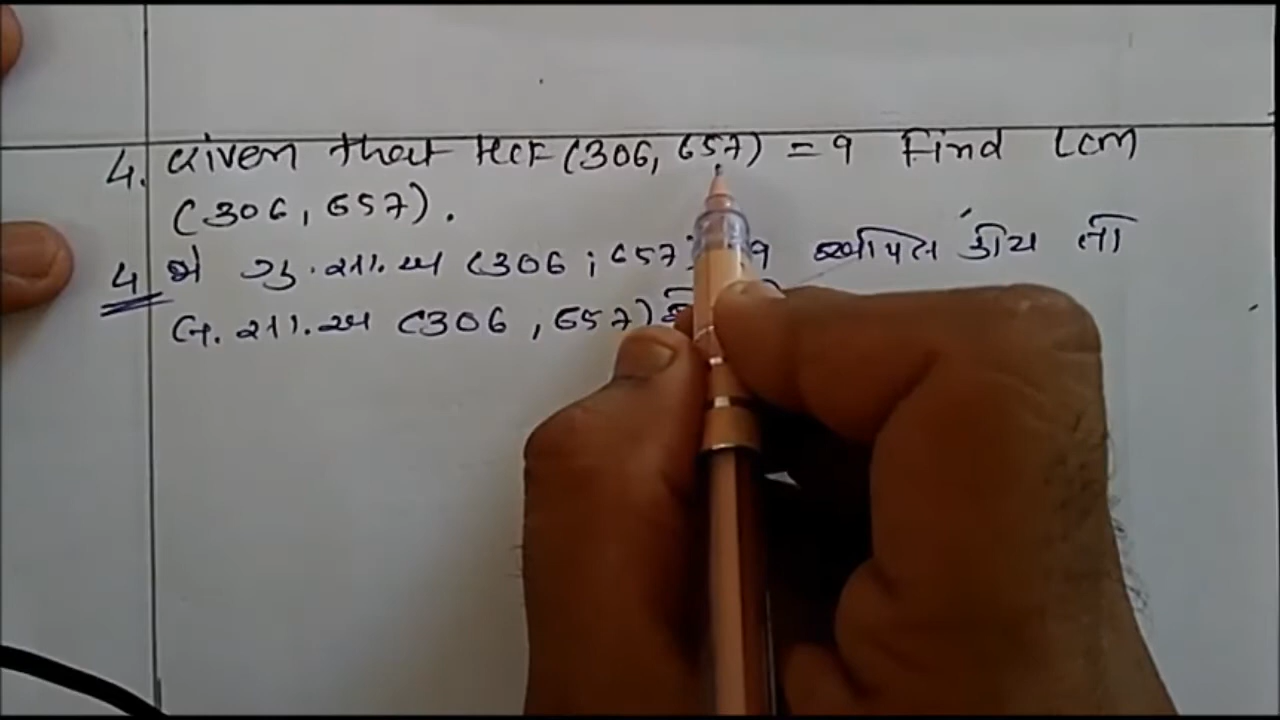 4. Given that HCF (306, 657) = 9 Find LCM
(306, 657).
4 જો ગુ.સા.અ (306 ; 657) 9 આપેલ હોય તો
લ.સા.અ (306 , 657)